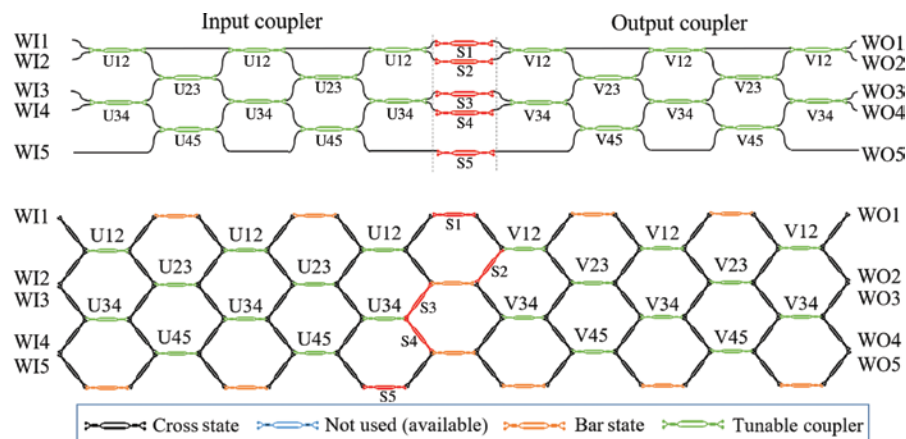 Input coupler Output coupler
WI1 WO1
WI2 U12 U12 U12 S1 V12 V12 V12 WO2
S2
U23 U23 V23 V23
WI3 S3 WO3
WI4 U34 U34 U34 S4 V34 V34 V34 WO4
U45 U45 V45 V45
WI5 S5 WO5
WI1 S1 WO1
U12 U12 U12 V12 V12 V12
WI2 U23 U23 S2 V23 V23 WO2
WI3 S3 WO3
U34 U34 U34 V34 V34 V34
WI4 U45 U45 S4 V45 V45 WO4
WI5 WO5
S5
Cross state Not used (available) Bar state Tunable coupler